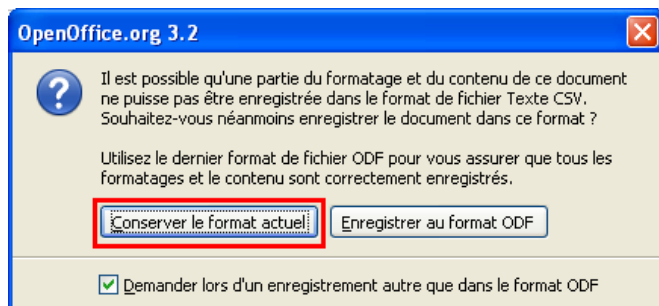 OpenOffice.org 3.2
Il est possible qu'une partie du formatage et du contenu de ce document
ne puisse pas être enregistrée dans le format de fichier Texte CSV.
Souhaitez-vous néanmoins enregistrer le document dans ce format ?
Utilisez le dernier format de fichier ODF pour vous assurer que tous les
formatages et le contenu sont correctement enregistrés.
Conserver le format actuel
Enregistrer au format ODF
Demander lors d'un enregistrement autre que dans le format ODF